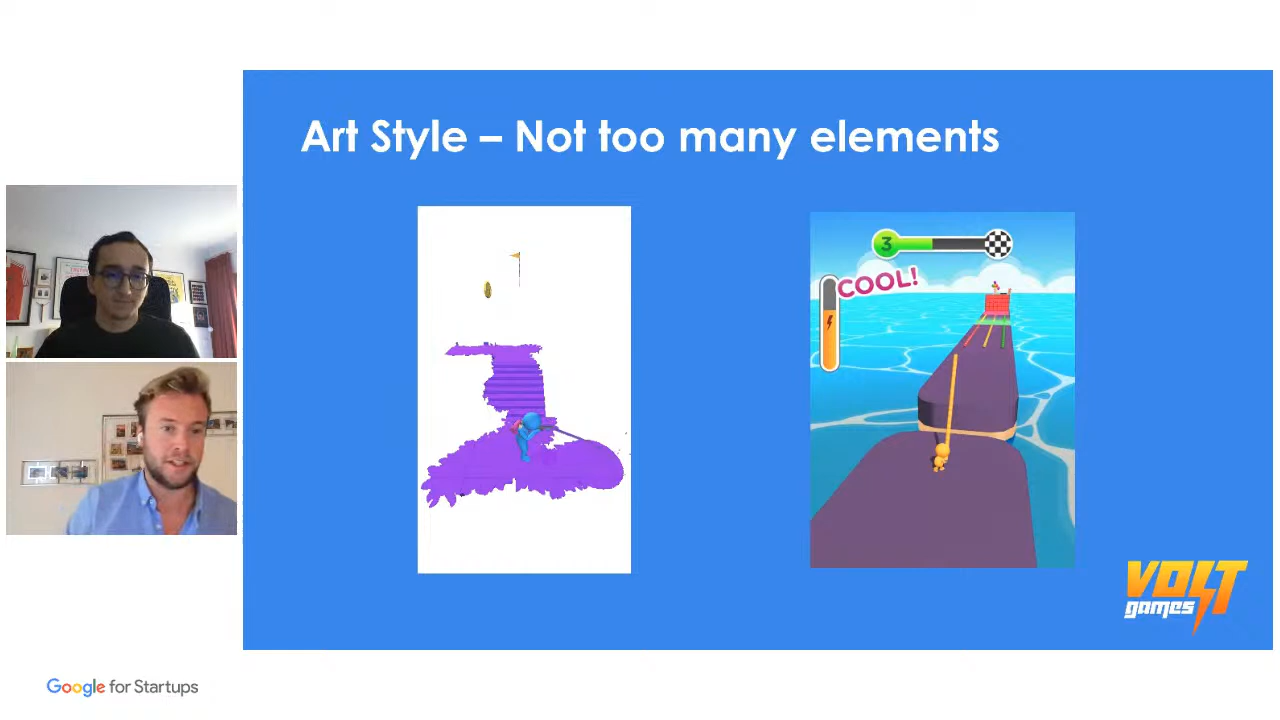 Art Style – Not too many elements
3
COOL!
VOLT
games
Google for Startups